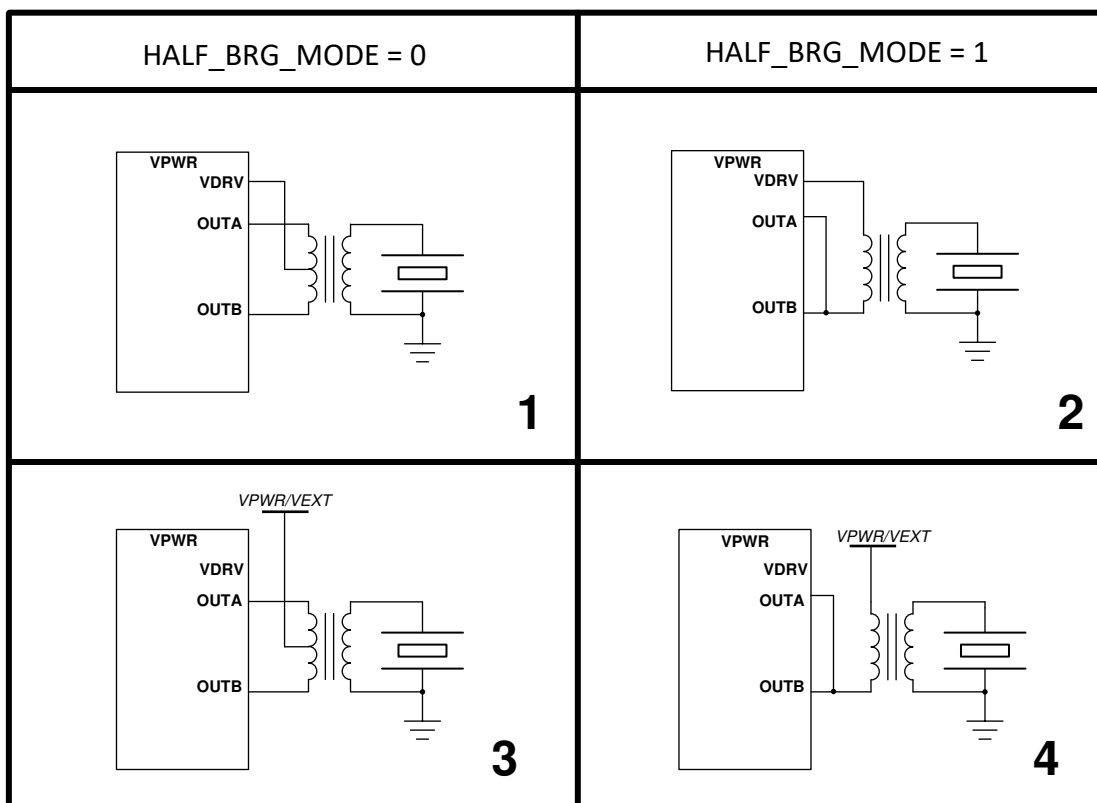 HALF_BRG_MODE = 0
HALF_BRG_MODE = 1
VPWR
VDRV
OUTA
OUTB
1
VPWR
VDRV
OUTA
OUTB
2
VPWR/VEXT
VPWR
VDRV
OUTA
OUTB
3
VPWR/VEXT
VPWR
VDRV
OUTA
OUTB
4